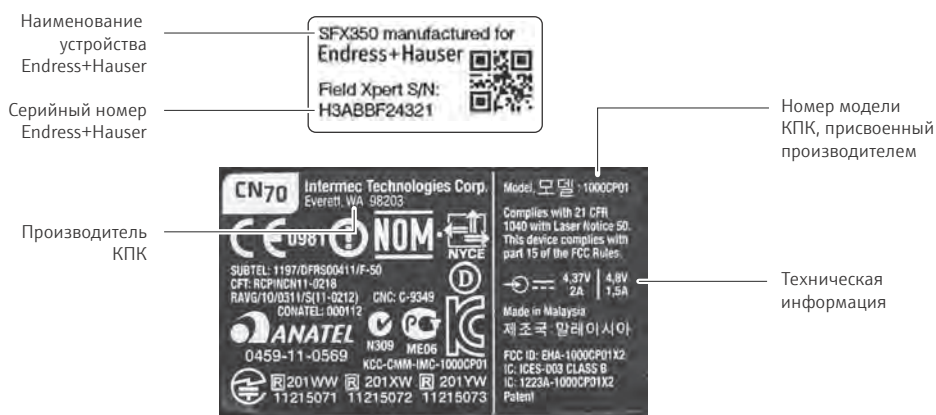 Наименование
устройства
Endress+Hauser
Серийный номер
Endress+Hauser
SFX350 manufactured for
Endress+Hauser
Field Xpert S/N:
H3ABBF24321
Номер модели
КПК, присвоенный
производителем
Производитель
КПК
CN70
Intermec Technologies Corp.
Everett, WA 98203
CE 0981 NOM
NYCE
SUBTEL: 1197/DFRS00411/F-50
CFT: RCPINCN11-0218
RAVG/10/0311/S(11-0212) CNC: C-9349
CONATEL: 000112
ANATEL
0459-11-0569
N309
ME06
KCC-CMM-IMC-1000CP01
R 201WW R 201XW R 201YW
11215071 11215072 11215073
Model, 모델 : 1000CP01
Complies with 21 CFR
1040 with Laser Notice 50.
This device complies with
part 15 of the FCC Rules
4,37V 4,8V
2A 1,5A
Made in Malaysia
제조국: 말레이시아
FCC ID: EHA-1000CP01X2
IC: ICES-003 CLASS B
IC: 1223A-1000CP01X2
Patent
Техническая
информация